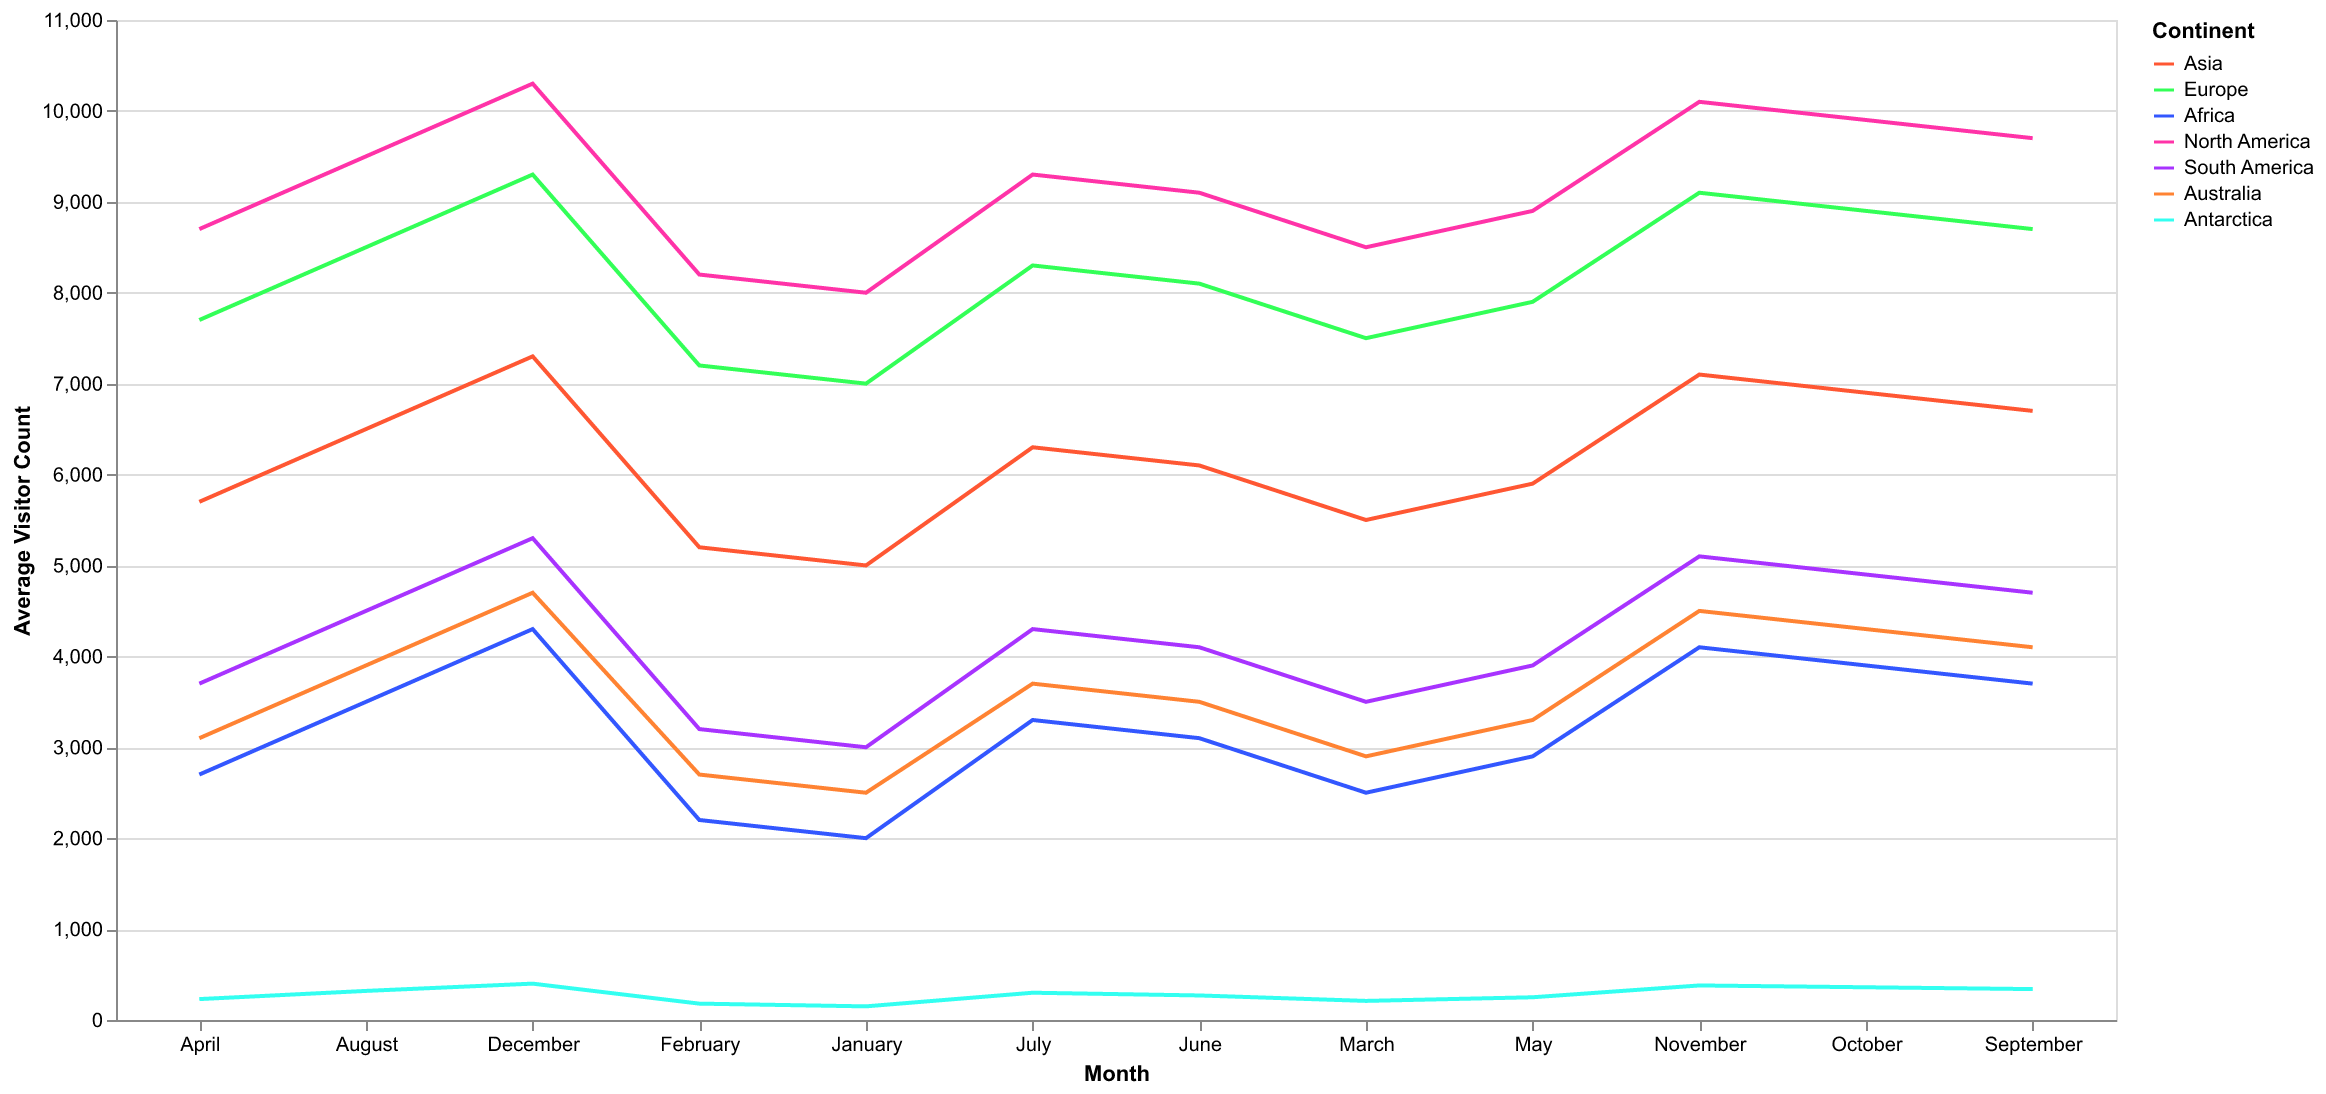 11,000
10,000
9,000
8,000
7,000
6,000
5,000
4,000
3,000
2,000
1,000
0
Average Visitor Count
April
August
December
February
January
July
June
March
May
November
October
September
Month
Continent
Asia
Europe
Africa
North America
South America
Australia
Antarctica